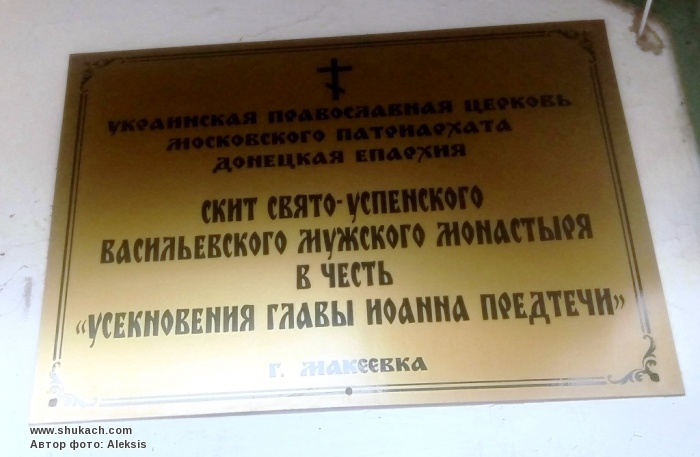 УКРАИНСКАЯ ПРАВОСЛАВНАЯ ЦЕРКОВЬ
МОСКОВСКОГО ПАТРИАРХАТА
ДОНЕЦКАЯ ЕПАРХИЯ
СКИТ СВЯТО-УСПЕНСКОГО
ВАСИЛЬЕВСКОГО МУЖСКОГО МОНАСТЫРЯ
В ЧЕСТЬ
«УСЕКНОВЕНИЯ ГЛАВЫ ИОАННА ПРЕДТЕЧИ»
Г. МАКЕЕВКА
www.shukach.com
Автор фото: Aleksis